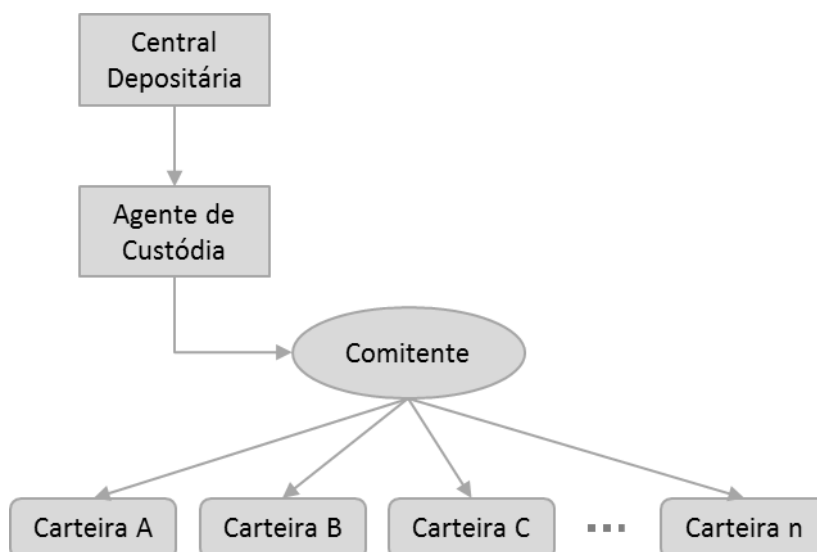 Central
Depositária
Agente de
Custódia
Comitente
Carteira A
Carteira B
Carteira C
...
Carteira n